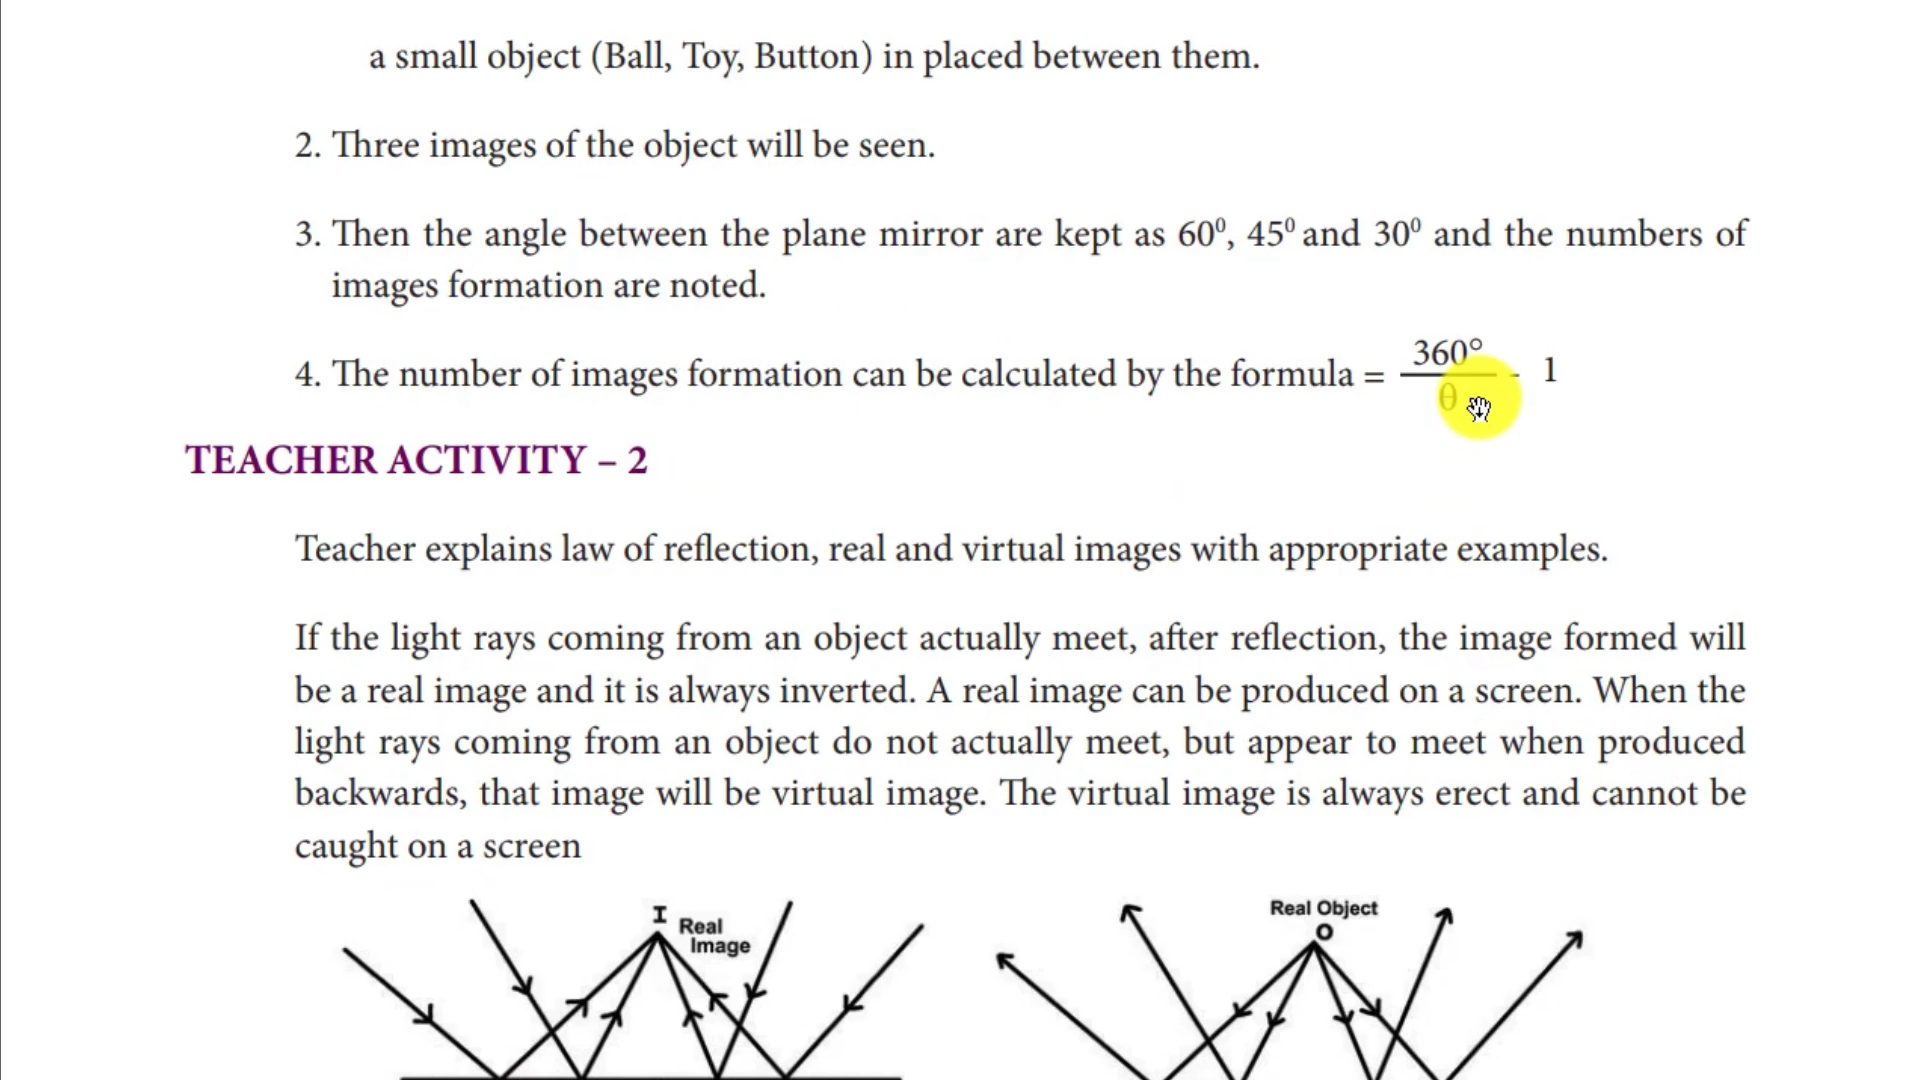 a small object (Ball, Toy, Button) in placed between them.
2. Three images of the object will be seen.
3. Then the angle between the plane mirror are kept as 60⁰, 45⁰ and 30⁰ and the numbers of
images formation are noted.
4. The number of images formation can be calculated by the formula = 360° / θ - 1
TEACHER ACTIVITY – 2
Teacher explains law of reflection, real and virtual images with appropriate examples.
If the light rays coming from an object actually meet, after reflection, the image formed will
be a real image and it is always inverted. A real image can be produced on a screen. When the
light rays coming from an object do not actually meet, but appear to meet when produced
backwards, that image will be virtual image. The virtual image is always erect and cannot be
caught on a screen
I Real
Image
Real Object
O